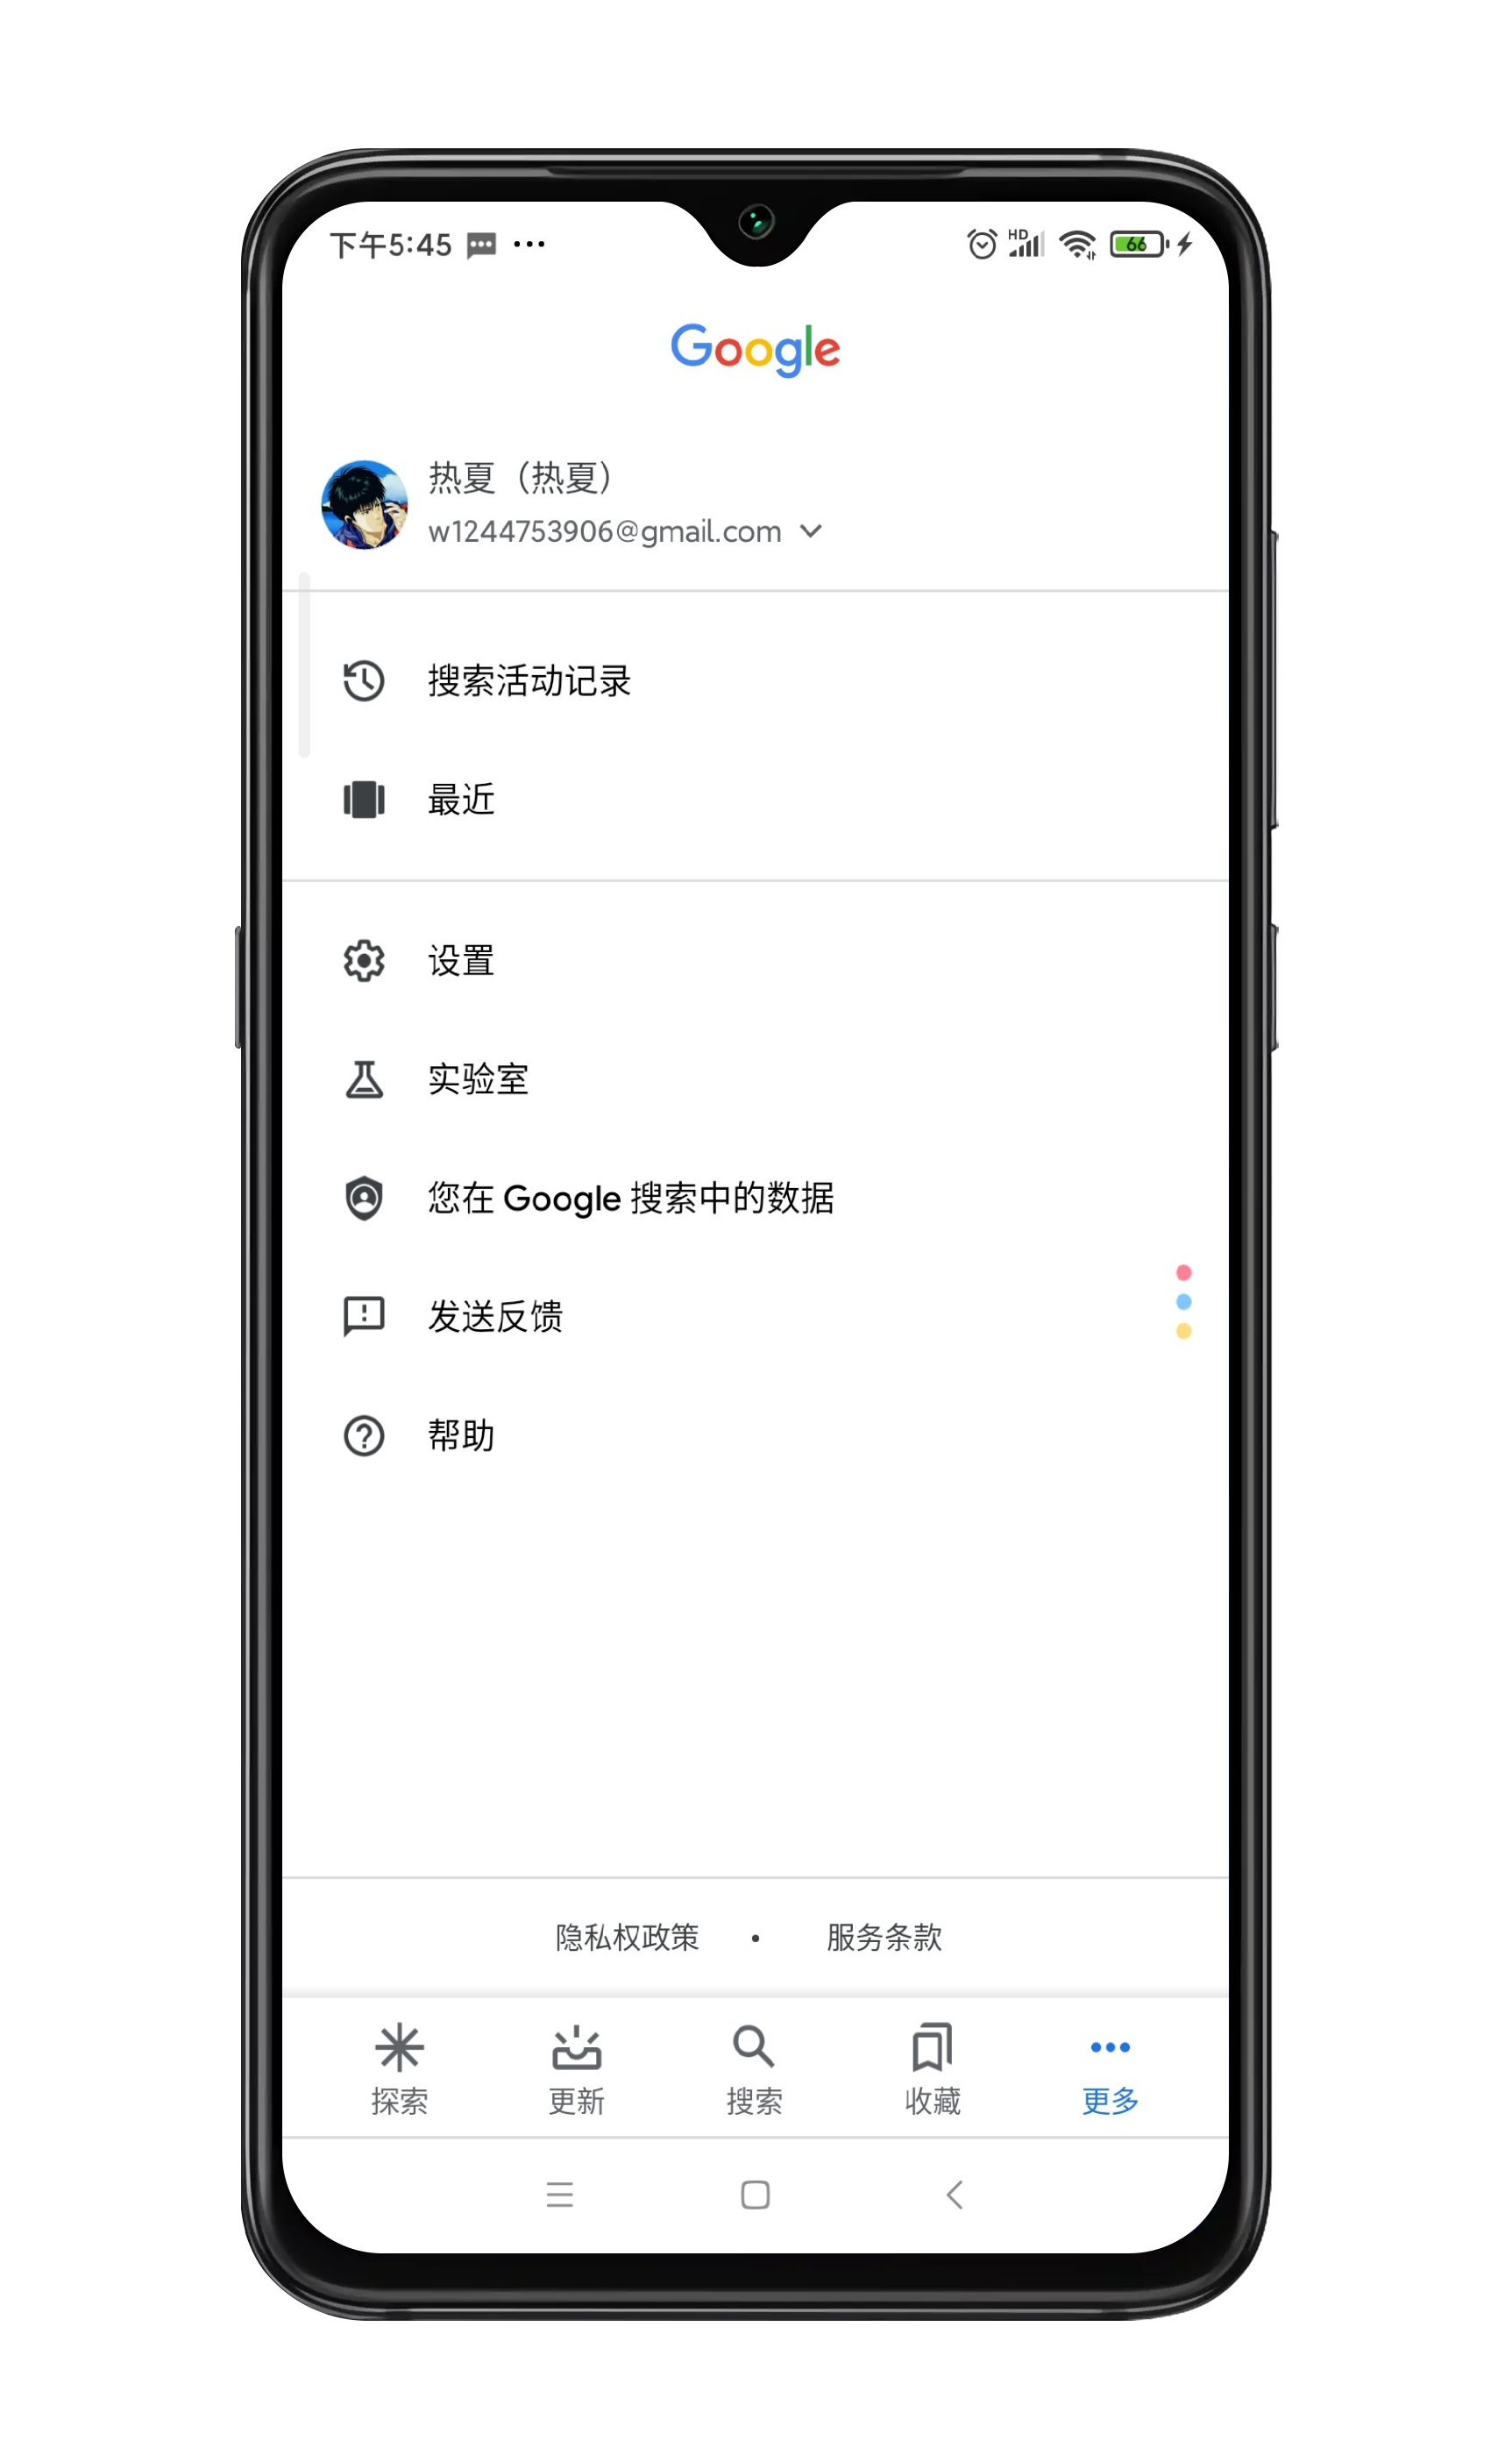 下午5:45
HD
66
Google
热夏（热夏）
w1244753906@gmail.com
搜索活动记录
最近
设置
实验室
您在 Google 搜索中的数据
发送反馈
帮助
隐私权政策 • 服务条款
探索 更新 搜索 收藏 更多